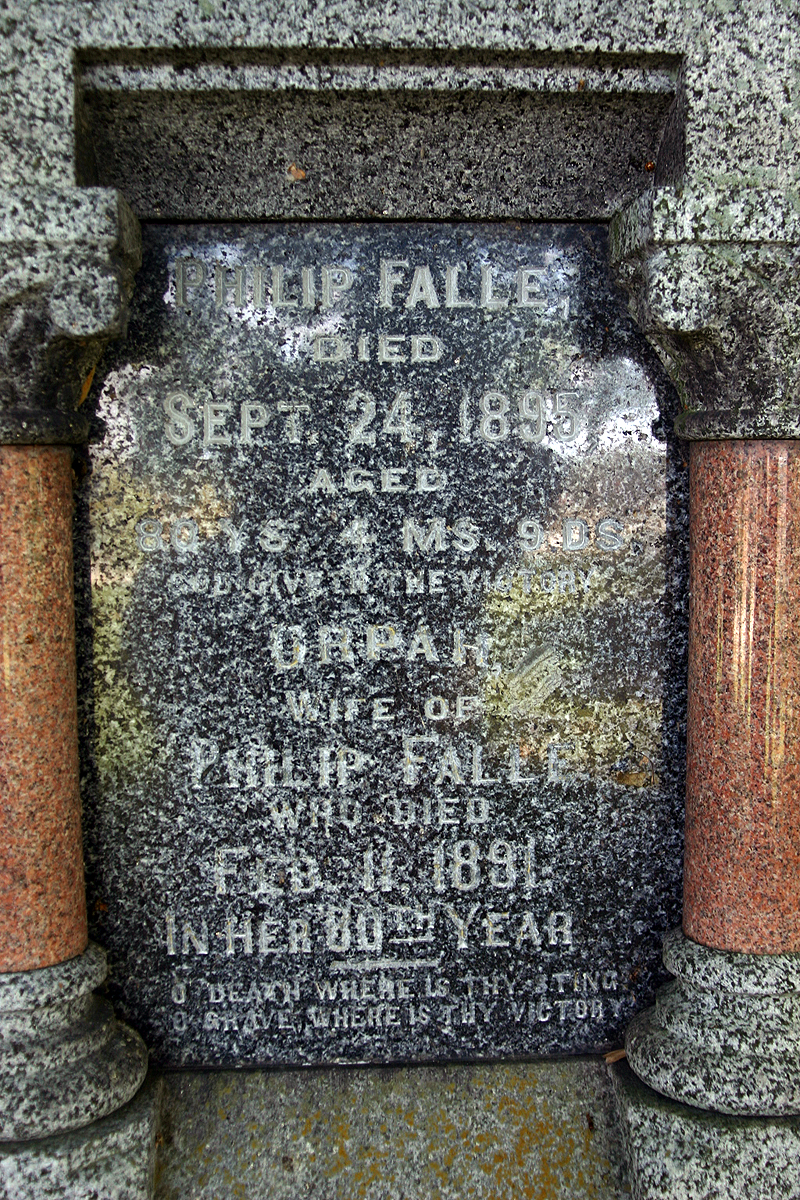 PHILIP FALLE,
DIED
SEPT. 24, 1895
AGED
80 YS. 4 MS. 9 DS.
GOD GIVETH THE VICTORY
ORPAH,
WIFE OF
PHILIP FALLE
WHO DIED
FEB. 11, 1891.
IN HER 80TH YEAR
O DEATH WHERE IS THY STING?
O GRAVE, WHERE IS THY VICTORY?